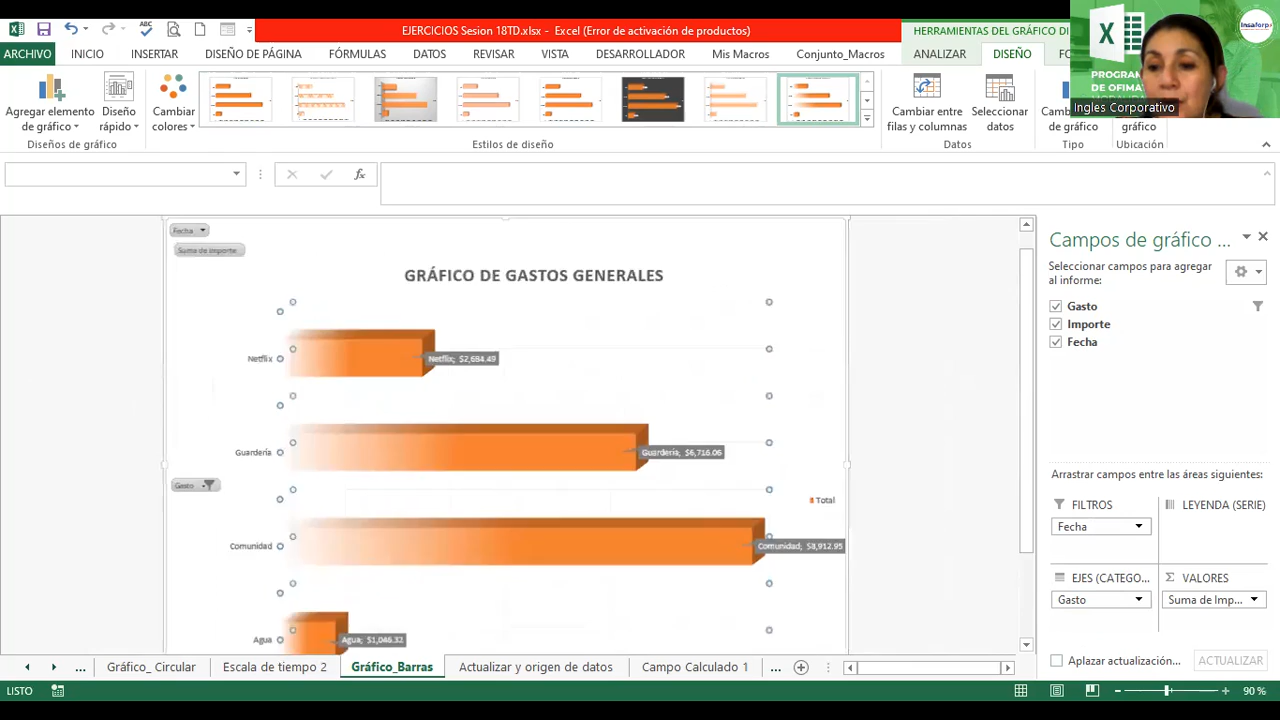 EJERCICIOS Sesion 18TD.xlsx - Excel (Error de activación de productos)
HERRAMIENTAS DEL GRÁFICO DI
ARCHIVO INICIO INSERTAR DISEÑO DE PÁGINA FÓRMULAS DATOS REVISAR VISTA DESARROLLADOR Mis Macros Conjunto_Macros ANALIZAR DISEÑO FO
Insaforp
PROGRAM
DE OFIMA
Ingles Corporativo
Agregar elemento de gráfico
Diseño rápido
Cambiar colores
Cambiar entre filas y columnas
Seleccionar datos
Camb
de gráfico
gráfico
Diseños de gráfico
Estilos de diseño
Datos
Tipo
Ubicación
fx
Fecha
Suma de Importe
GRÁFICO DE GASTOS GENERALES
Netflix
Netflix; $2,684.49
Guardería
Guardería; $6,716.06
Gasto
Total
Comunidad
Comunidad; $8,912.95
Agua
Agua; $1,046.32
Campos de gráfico ...
Seleccionar campos para agregar
al informe:
Gasto
Importe
Fecha
Arrastrar campos entre las áreas siguientes:
FILTROS
LEYENDA (SERIE)
Fecha
EJES (CATEGO...
VALORES
Gasto
Suma de Imp...
Aplazar actualización...
ACTUALIZAR
... Gráfico_ Circular Escala de tiempo 2 Gráfico_Barras Actualizar y origen de datos Campo Calculado 1 ...
LISTO
90 %